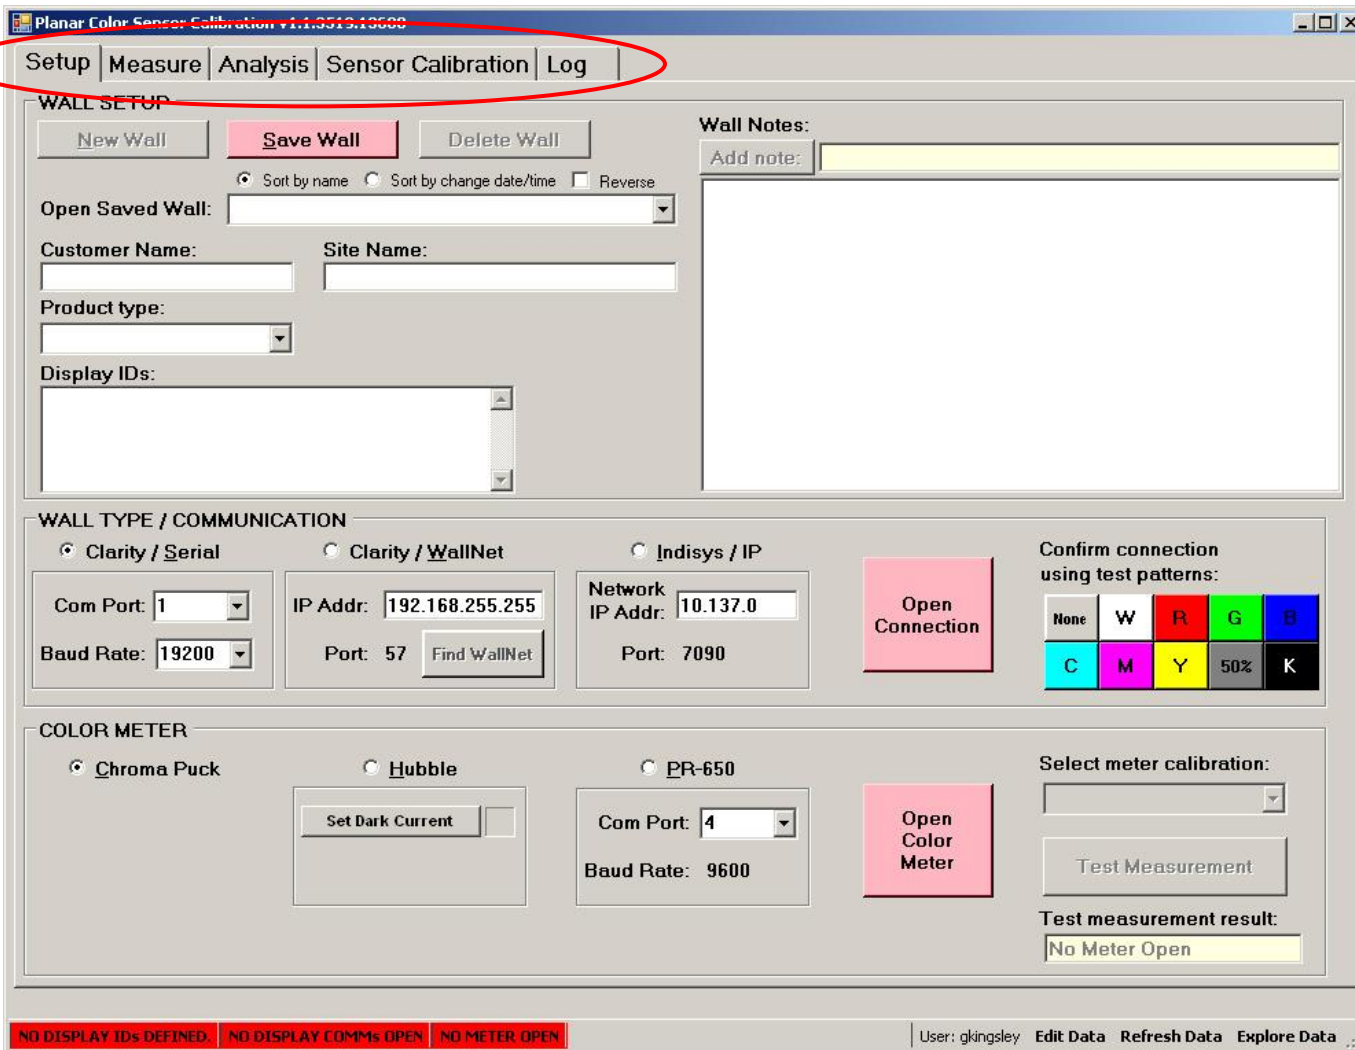 Planar Color Sensor Calibration v1.1.3513.18688
Setup Measure Analysis Sensor Calibration Log
WALL SETUP
New Wall Save Wall Delete Wall
Sort by name Sort by change date/time Reverse
Open Saved Wall:
Customer Name: Site Name:
Product type:
Display IDs:
Wall Notes:
Add note:
WALL TYPE / COMMUNICATION
Clarity / Serial Clarity / WallNet Indisys / IP
Com Port: 1
Baud Rate: 19200
IP Addr: 192.168.255.255
Port: 57 Find WallNet
Network
IP Addr: 10.137.0
Port: 7090
Open
Connection
Confirm connection
using test patterns:
None W R G B
C M Y 50% K
COLOR METER
Chroma Puck Hubble PR-650
Set Dark Current
Com Port: 4
Baud Rate: 9600
Open
Color
Meter
Select meter calibration:
Test Measurement
Test measurement result:
No Meter Open
NO DISPLAY IDs DEFINED. NO DISPLAY COMMs OPEN NO METER OPEN User: gkingsley Edit Data Refresh Data Explore Data